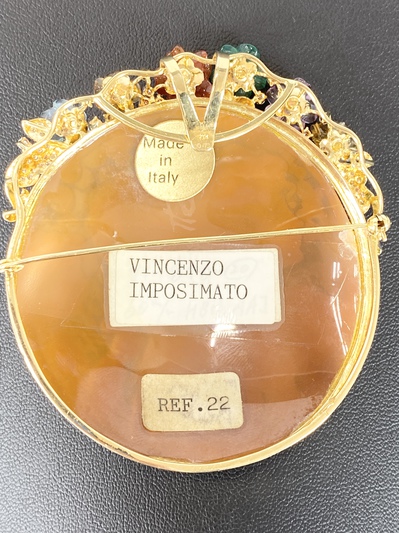 Made
in
Italy
VINCENZO
IMPOSIMATO
REF.22